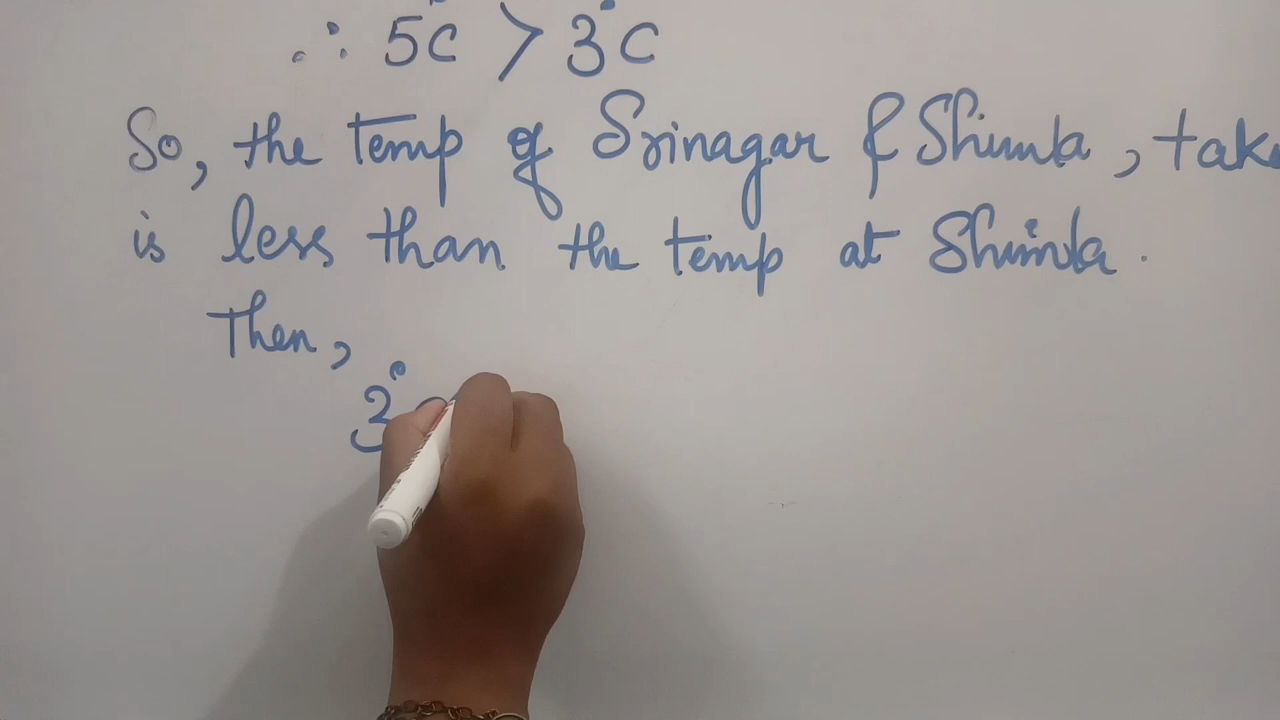 ∴ 5°C > 3°C
So, the temp of Srinagar & Shimla, take
is less than the temp at Shimla.
Then,
3°